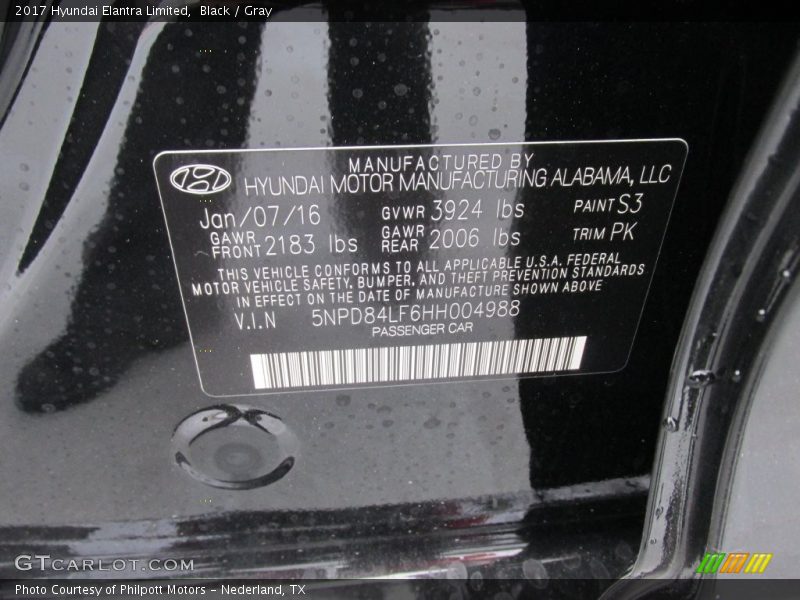 2017 Hyundai Elantra Limited, Black / Gray
MANUFACTURED BY
HYUNDAI MOTOR MANUFACTURING ALABAMA, LLC
Jan/07/16 GVWR 3924 lbs PAINT S3
GAWR FRONT 2183 lbs GAWR REAR 2006 lbs TRIM PK
THIS VEHICLE CONFORMS TO ALL APPLICABLE U.S.A. FEDERAL
MOTOR VEHICLE SAFETY, BUMPER, AND THEFT PREVENTION STANDARDS
IN EFFECT ON THE DATE OF MANUFACTURE SHOWN ABOVE
V.I.N 5NPD84LF6HH004988
PASSENGER CAR
GTCARLOT.COM
Photo Courtesy of Philpott Motors - Nederland, TX